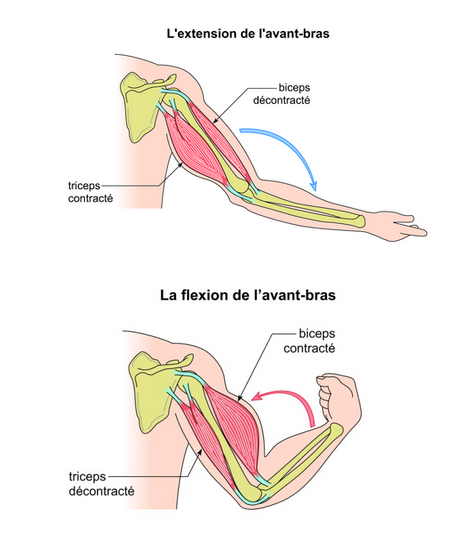 L'extension de l'avant-bras
biceps
décontracté
triceps
contracté
La flexion de l'avant-bras
biceps
contracté
triceps
décontracté